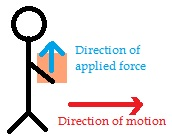 Direction of
applied force
Direction of motion